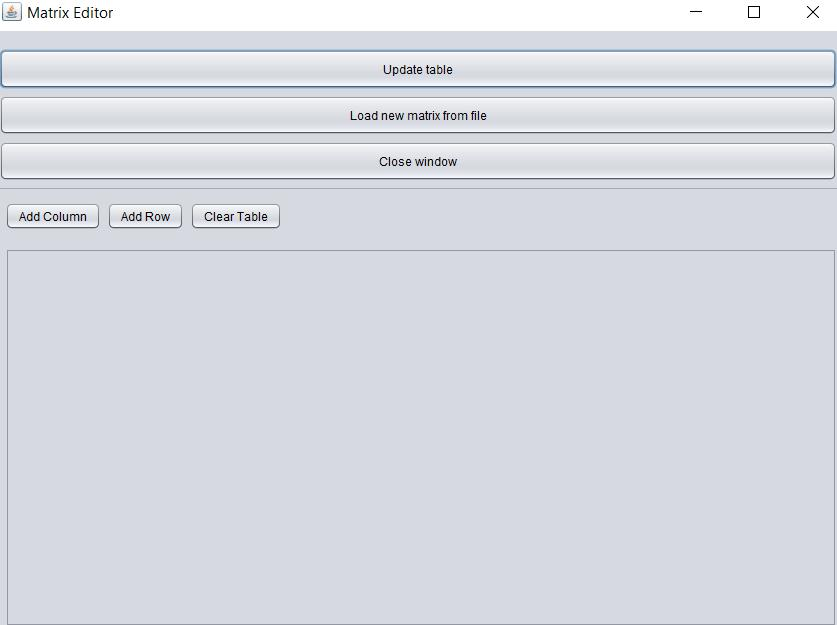 Matrix Editor
Update table
Load new matrix from file
Close window
Add Column Add Row Clear Table